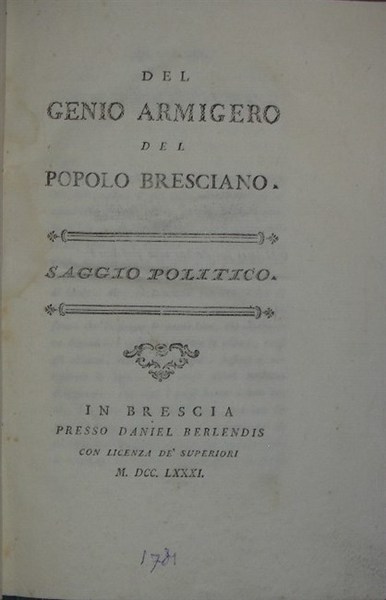 DEL
GENIO ARMIGERO
DEL
POPOLO BRESCIANO.
SAGGIO POLITICO.
IN BRESCIA
PRESSO DANIEL BERLENDIS
CON LICENZA DE' SUPERIORI
M. DCC. LXXXI.
1781